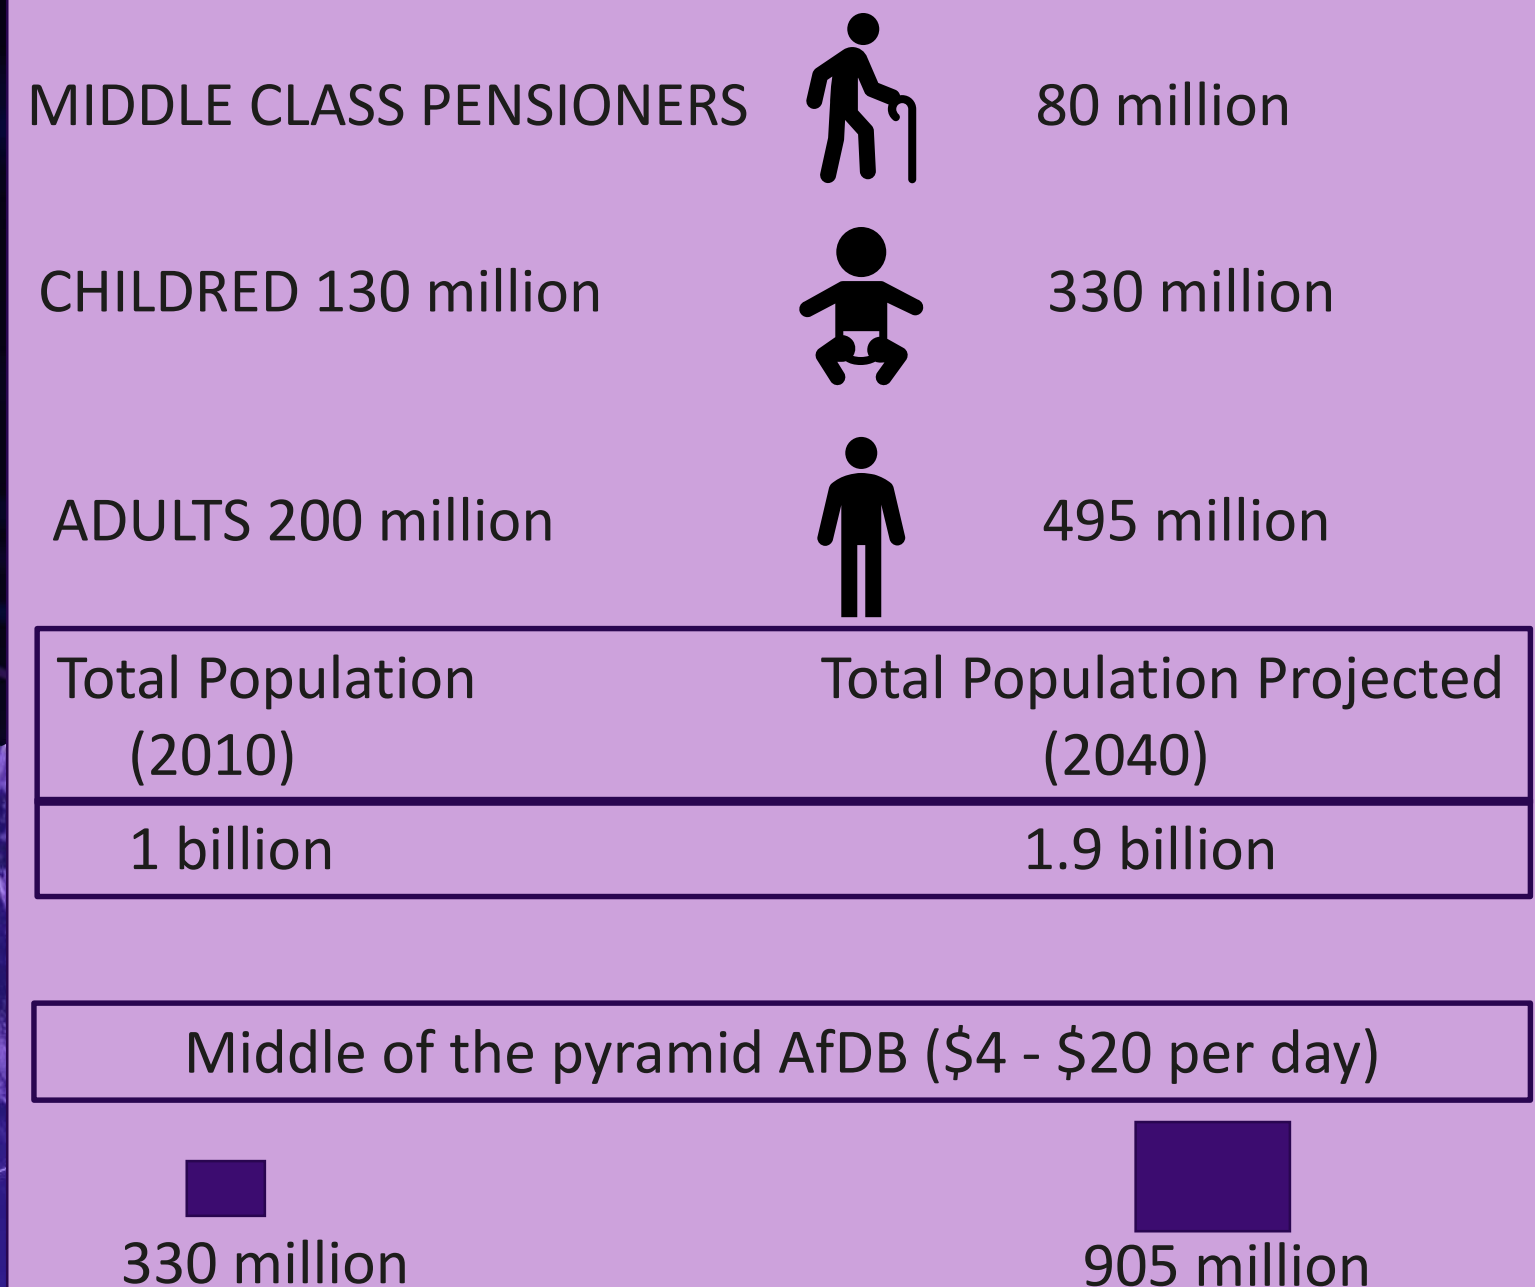 MIDDLE CLASS PENSIONERS 80 million
CHILDRED 130 million 330 million
ADULTS 200 million 495 million
Total Population Total Population Projected
(2010) (2040)
1 billion 1.9 billion
Middle of the pyramid AfDB ($4 - $20 per day)
330 million 905 million